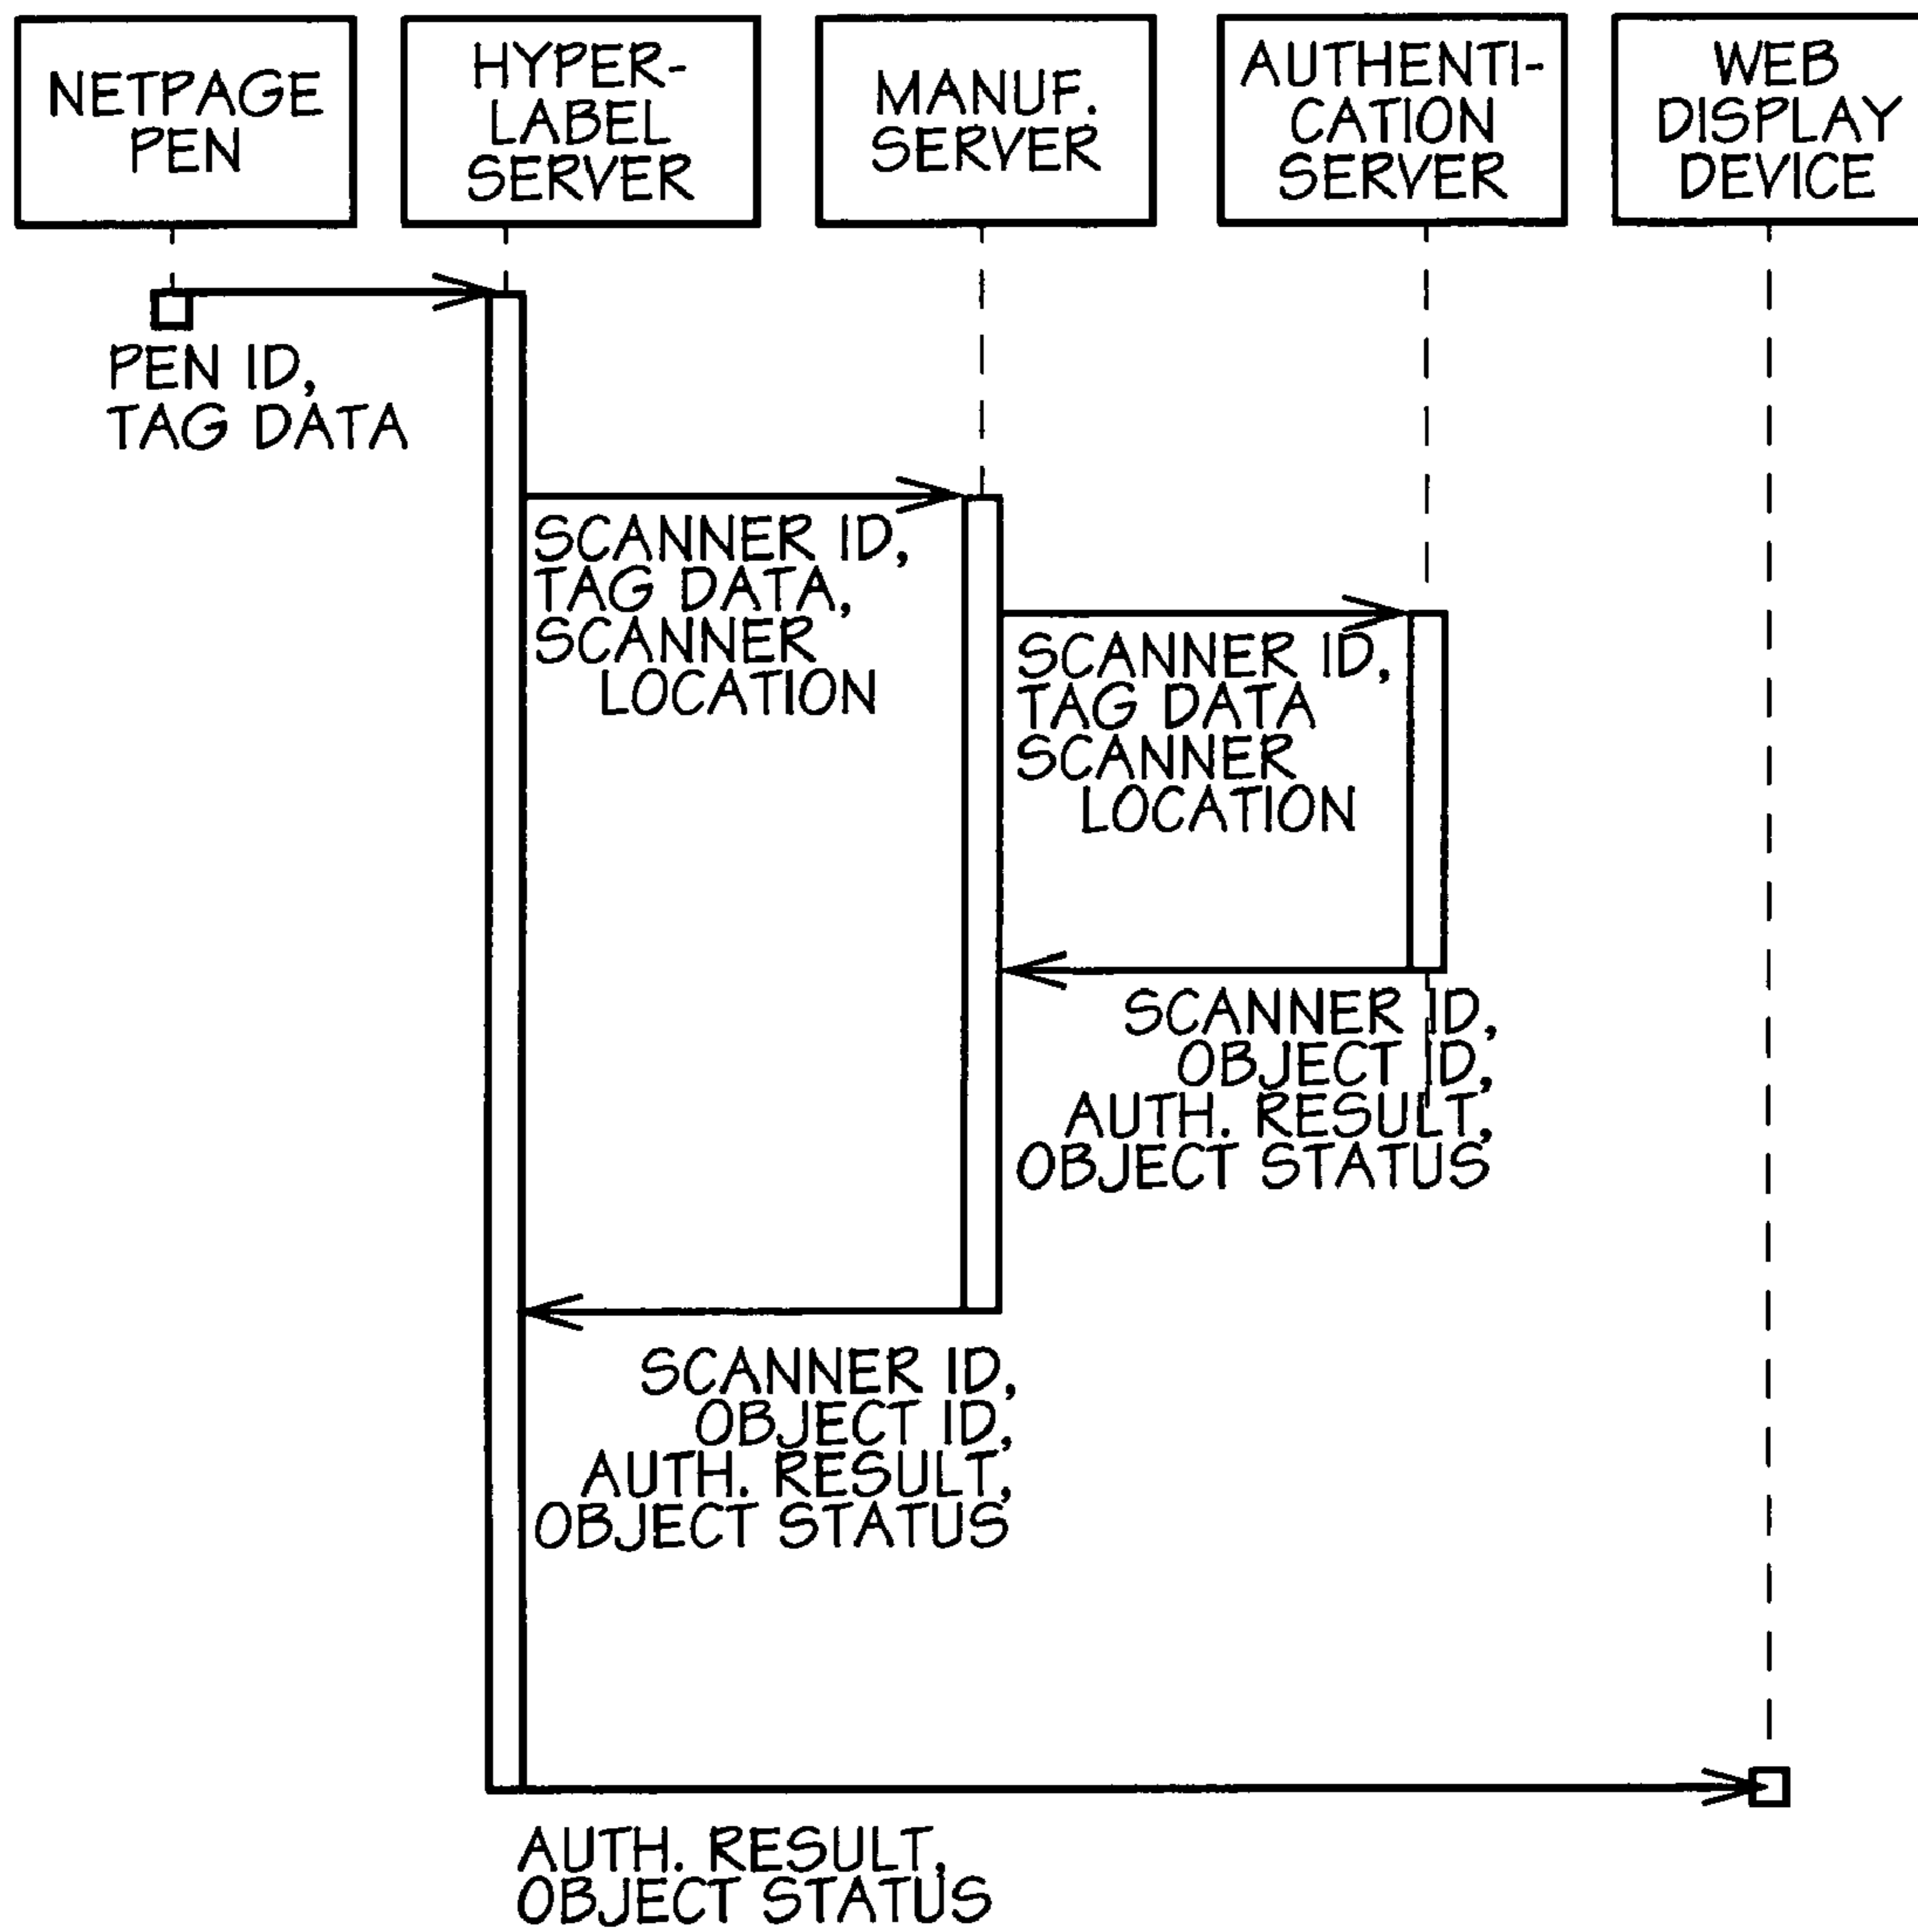 NETPAGE
PEN
HYPER-
LABEL
SERVER
MANUF.
SERVER
AUTHENTI-
CATION
SERVER
WEB
DISPLAY
DEVICE
PEN ID,
TAG DATA
SCANNER ID,
TAG DATA,
SCANNER
LOCATION
SCANNER ID,
TAG DATA
SCANNER
LOCATION
SCANNER ID,
OBJECT ID,
AUTH. RESULT,
OBJECT STATUS
SCANNER ID,
OBJECT ID,
AUTH. RESULT,
OBJECT STATUS
AUTH. RESULT,
OBJECT STATUS